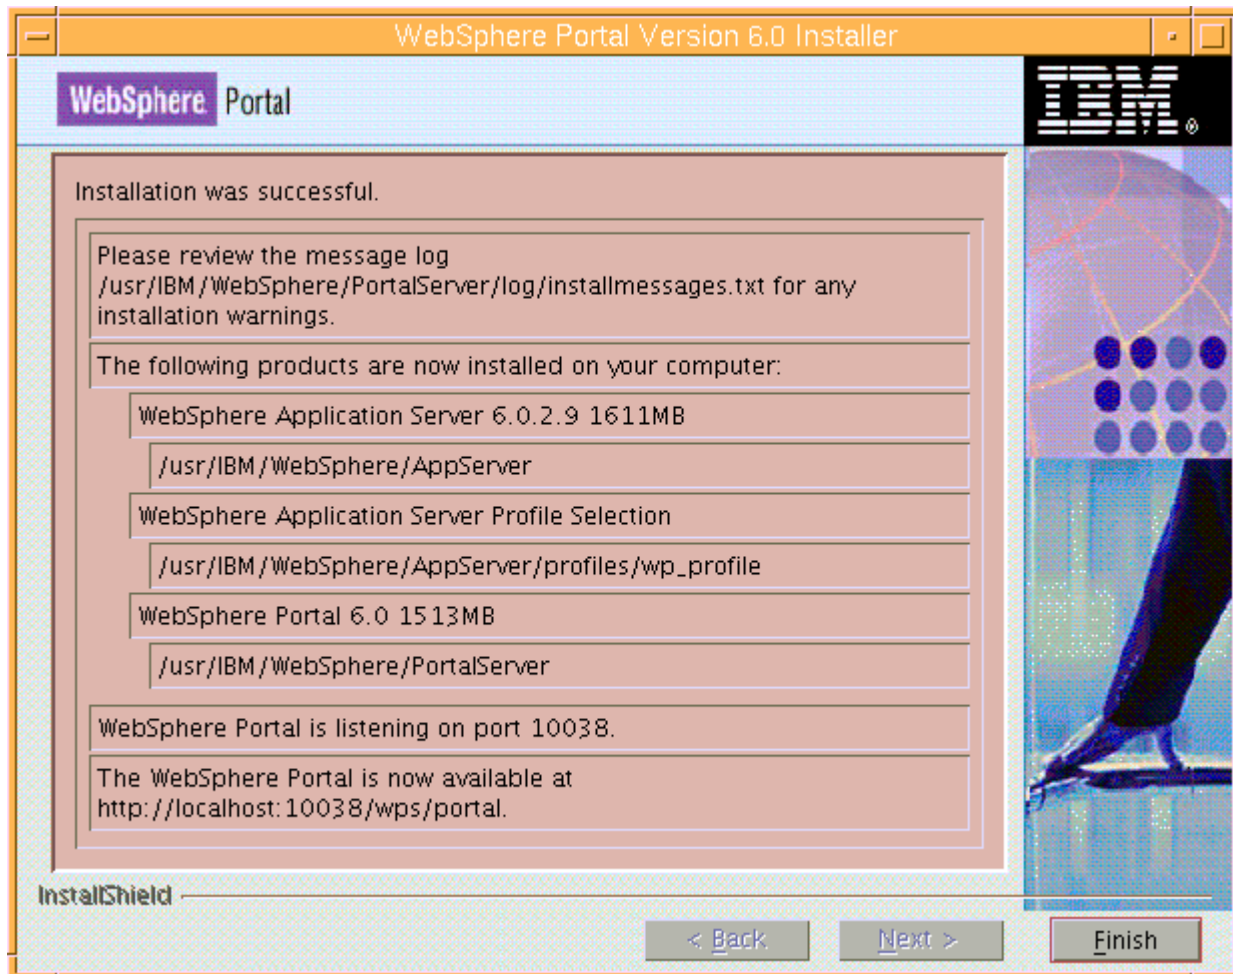 WebSphere Portal Version 6.0 Installer
WebSphere Portal
IBM®
Installation was successful.
Please review the message log
/usr/IBM/WebSphere/PortalServer/log/installmessages.txt for any
installation warnings.
The following products are now installed on your computer:
WebSphere Application Server 6.0.2.9 1611MB
/usr/IBM/WebSphere/AppServer
WebSphere Application Server Profile Selection
/usr/IBM/WebSphere/AppServer/profiles/wp_profile
WebSphere Portal 6.0 1513MB
/usr/IBM/WebSphere/PortalServer
WebSphere Portal is listening on port 10038.
The WebSphere Portal is now available at
http://localhost:10038/wps/portal.
InstallShield
< Back Next > Finish